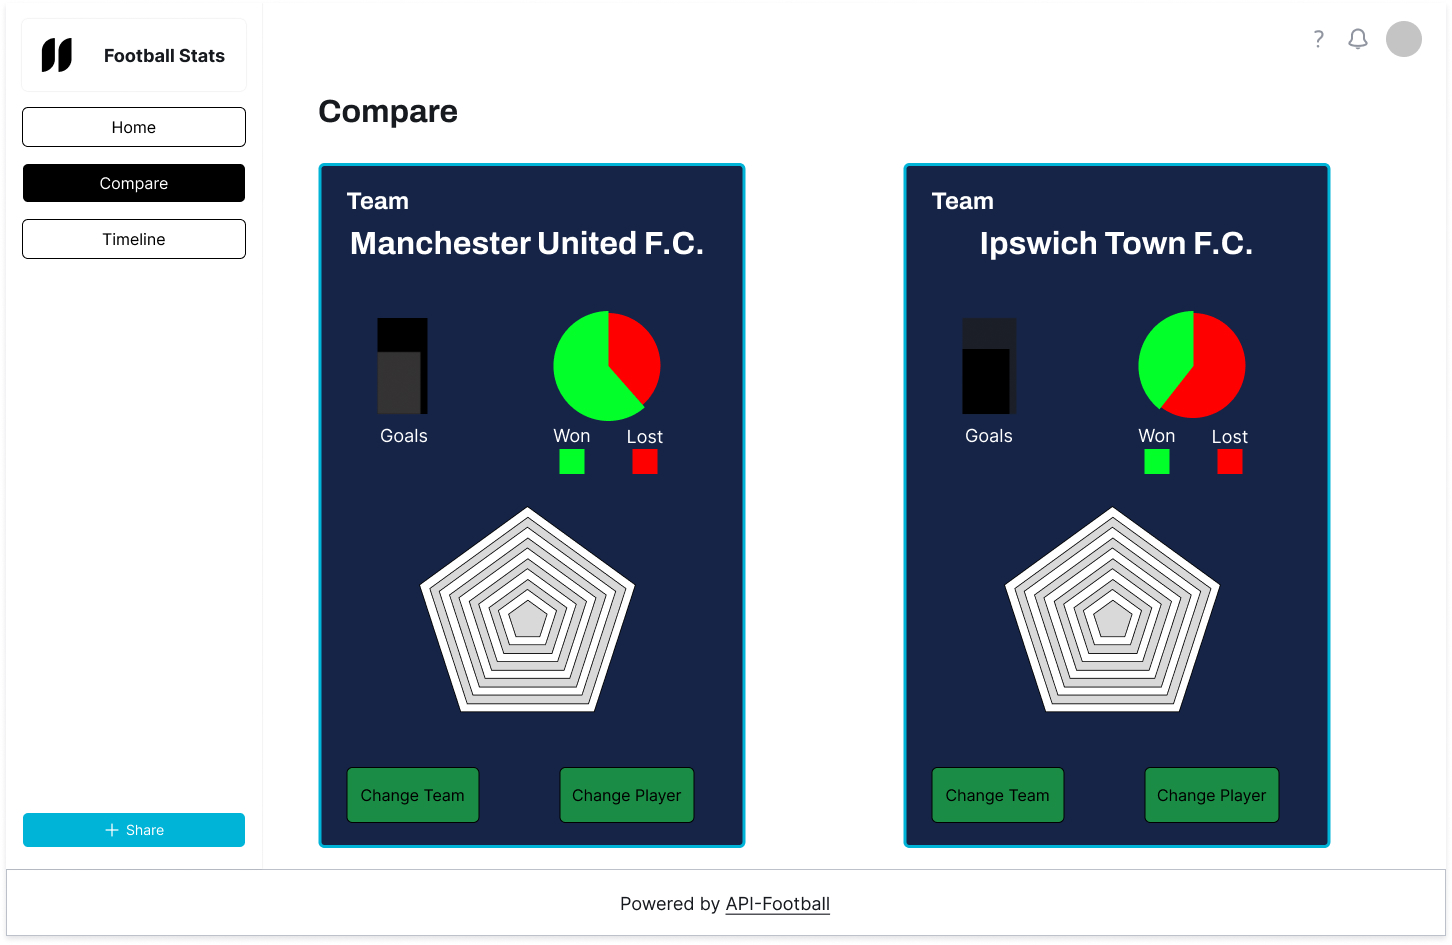 Football Stats
Home
Compare
Timeline
Share
?
Compare
Team
Manchester United F.C.
Goals
Won Lost
Change Team Change Player
Team
Ipswich Town F.C.
Goals
Won Lost
Change Team Change Player
Powered by API-Football